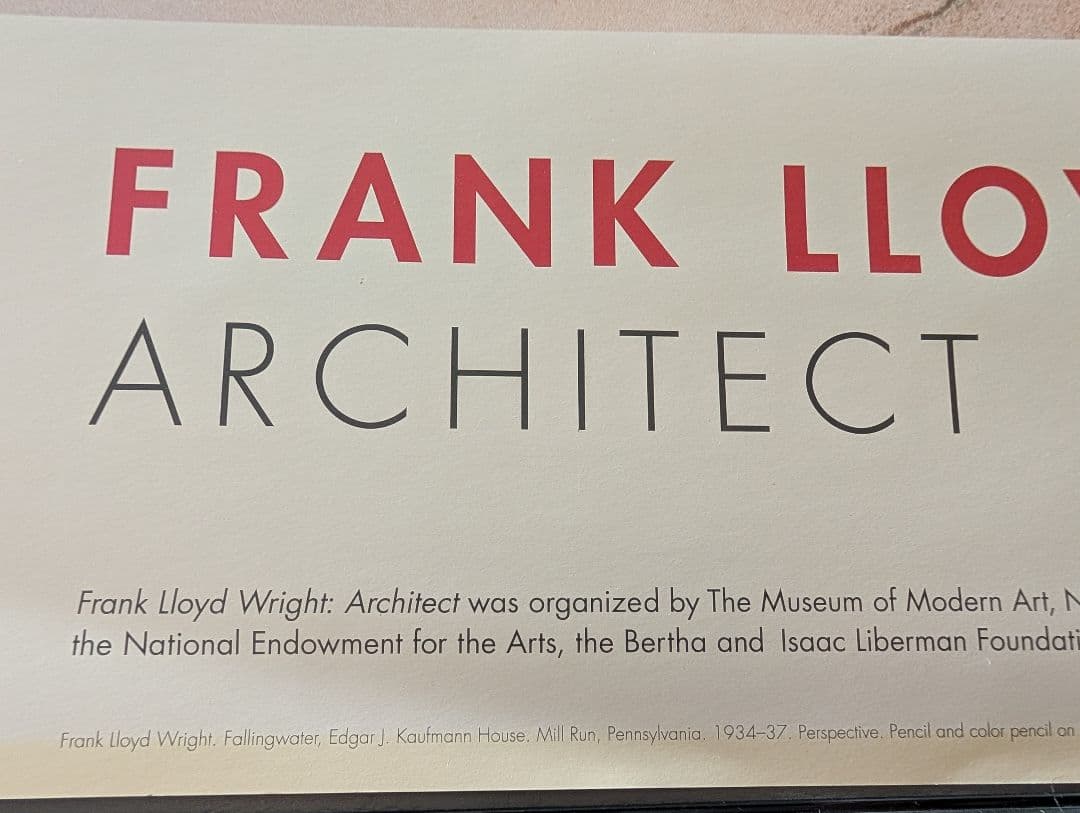 FRANK LLO
ARCHITECT
Frank Lloyd Wright: Architect was organized by The Museum of Modern Art,
the National Endowment for the Arts, the Bertha and Isaac Liberman Foundati
Frank Lloyd Wright. Fallingwater, Edgar J. Kaufmann House. Mill Run, Pennsylvania. 1934–37. Perspective. Pencil and color pencil on